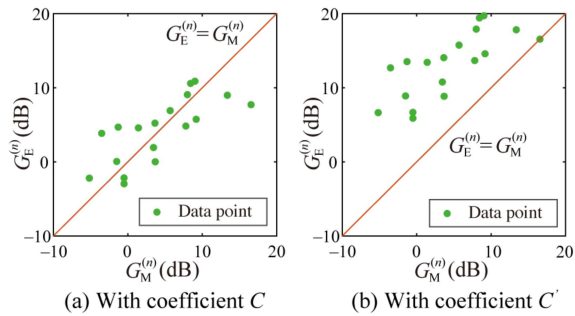 20
10
0
−10
−10
0
10
20
G_E^(n) (dB)
G_M^(n) (dB)
G_E^(n)=G_M^(n)
Data point
(a) With coefficient C
20
10
0
−10
−10
0
10
20
G_E^(n) (dB)
G_M^(n) (dB)
G_E^(n)=G_M^(n)
Data point
(b) With coefficient C'